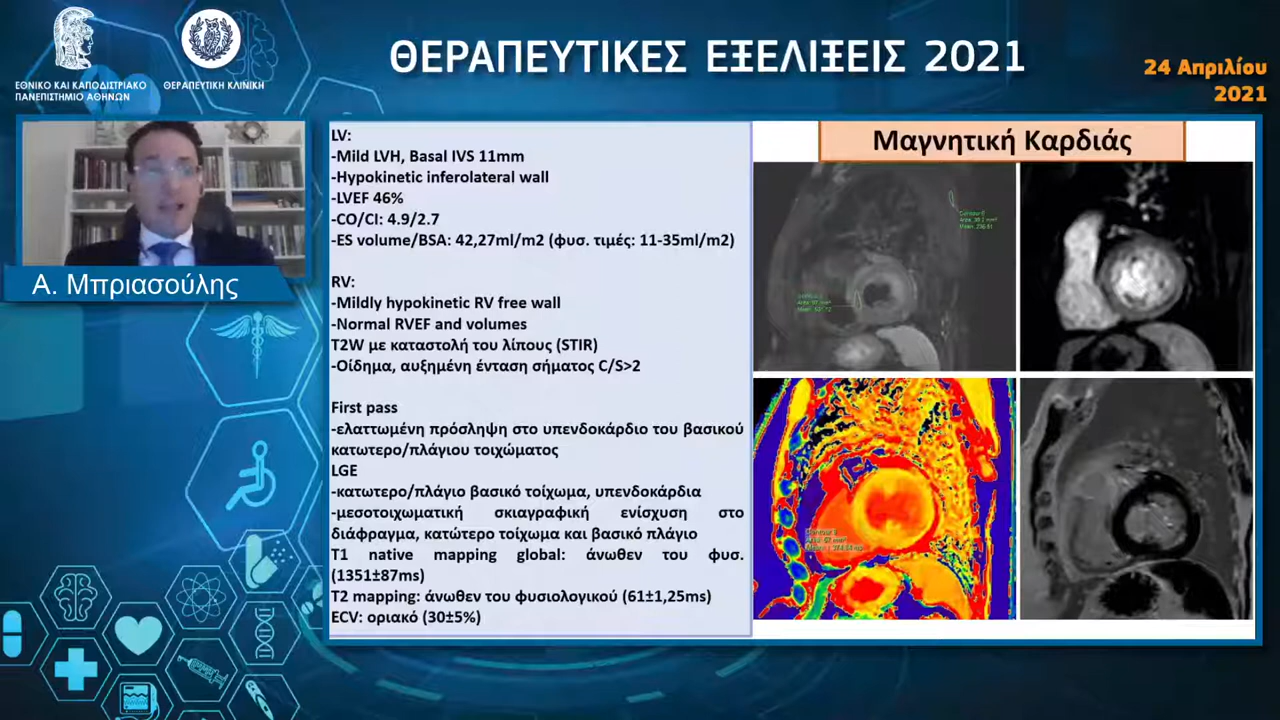 ΕΘΝΙΚΟ ΚΑΙ ΚΑΠΟΔΙΣΤΡΙΑΚΟ
ΠΑΝΕΠΙΣΤΗΜΙΟ ΑΘΗΝΩΝ
ΘΕΡΑΠΕΥΤΙΚΗ ΚΛΙΝΙΚΗ
ΘΕΡΑΠΕΥΤΙΚΕΣ ΕΞΕΛΙΞΕΙΣ 2021
24 Απριλίου
2021
Α. Μπριασούλης
LV:
-Mild LVH, Basal IVS 11mm
-Hypokinetic inferolateral wall
-LVEF 46%
-CO/CI: 4.9/2.7
-ES volume/BSA: 42,27ml/m2 (φυσ. τιμές: 11-35ml/m2)
RV:
-Mildly hypokinetic RV free wall
-Normal RVEF and volumes
T2W με καταστολή του λίπους (STIR)
-Οίδημα, αυξημένη ένταση σήματος C/S>2
First pass
-ελαττωμένη πρόσληψη στο υπενδοκάρδιο του βασικού
κατωτερο/πλάγιου τοιχώματος
LGE
-κατωτερο/πλάγιο βασικό τοίχωμα, υπενδοκάρδια
-μεσοτοιχωματική σκιαγραφική ενίσχυση στο
διάφραγμα, κατώτερο τοίχωμα και βασικό πλάγιο
T1 native mapping global: άνωθεν του φυσ.
(1351±87ms)
T2 mapping: άνωθεν του φυσιολογικού (61±1,25ms)
ECV: οριακό (30±5%)
Μαγνητική Καρδιάς